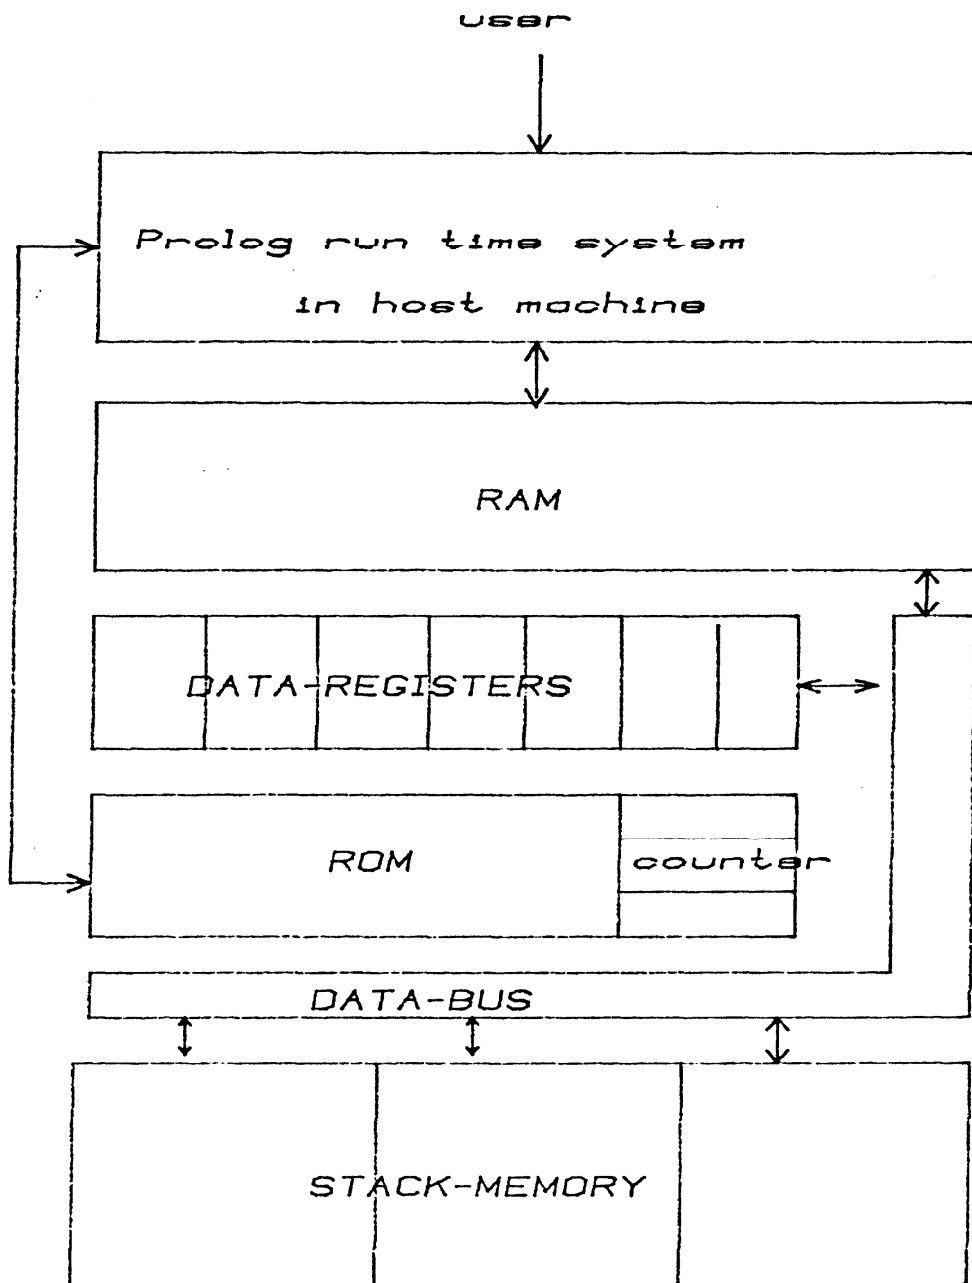 user
Prolog run time system
in host machine
RAM
DATA-REGISTERS
ROM
counter
DATA-BUS
STACK-MEMORY